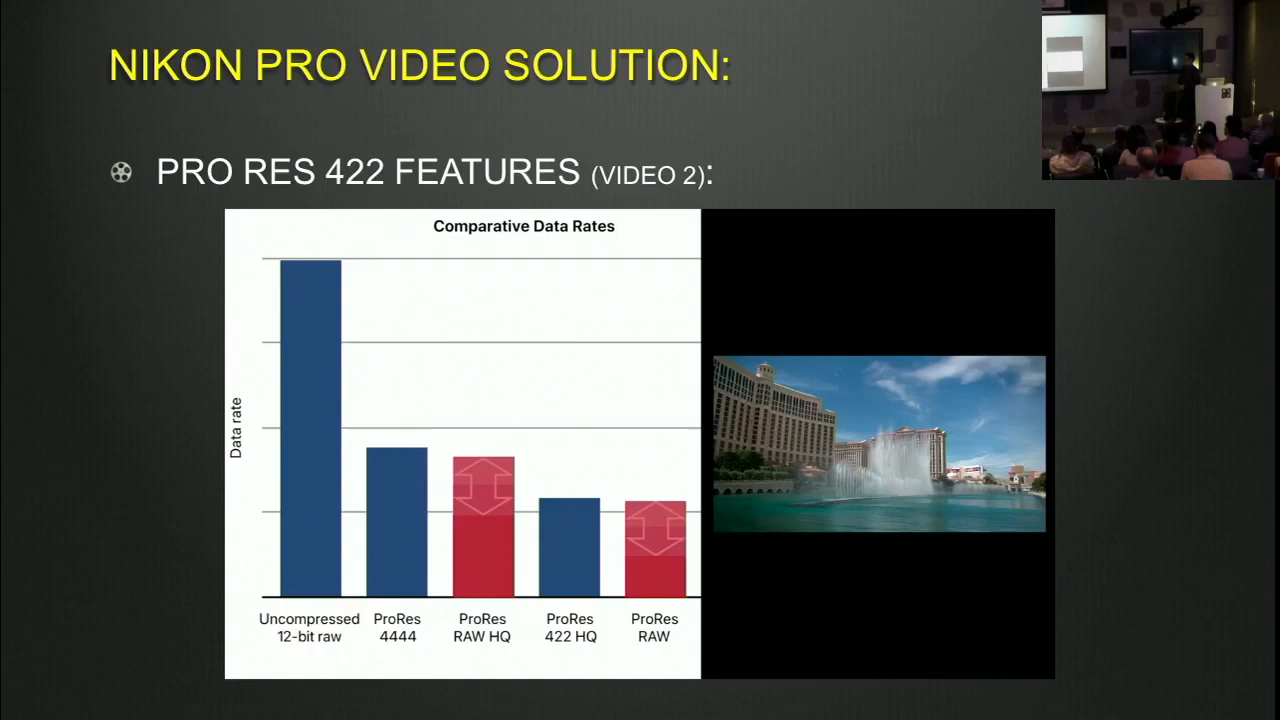 NIKON PRO VIDEO SOLUTION:
PRO RES 422 FEATURES (VIDEO 2):
Comparative Data Rates
Data rate
Uncompressed
12-bit raw
ProRes
4444
ProRes
RAW HQ
ProRes
422 HQ
ProRes
RAW